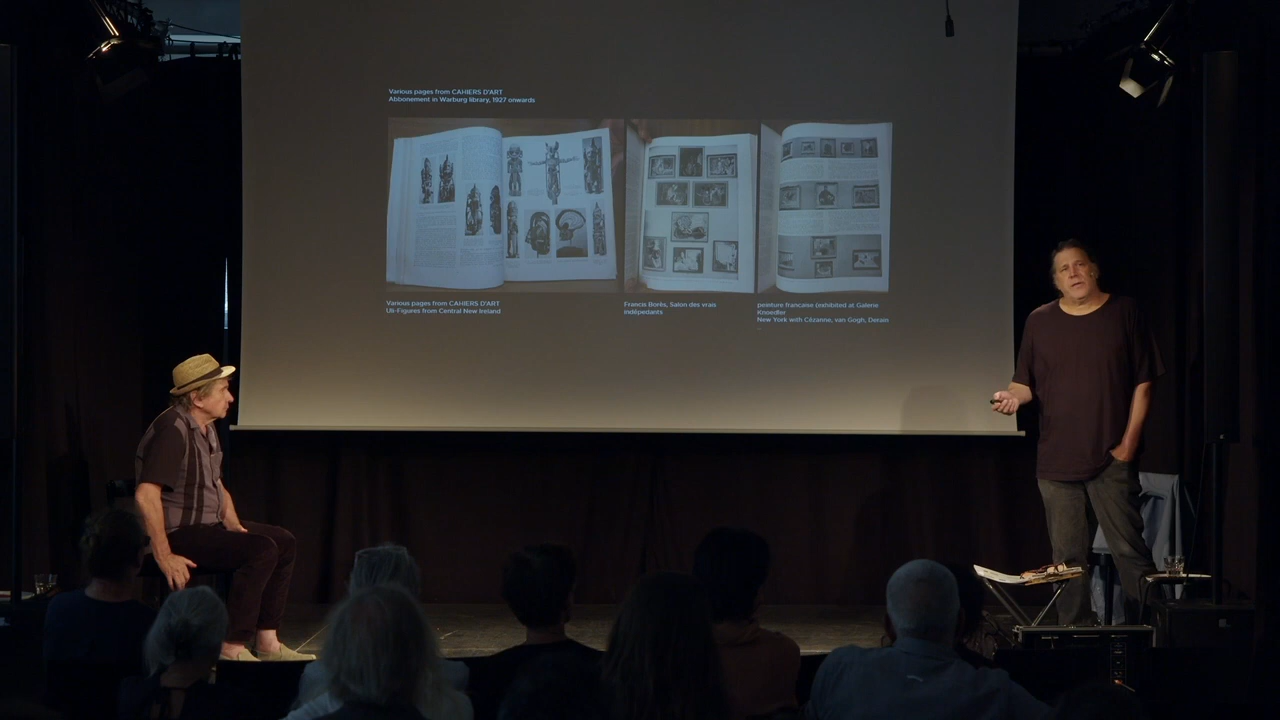 Various pages from CAHIERS D'ART
Abbonement in Warburg library, 1927 onwards
Various pages from CAHIERS D'ART
Uli-Figures from Central New Ireland
Francis Borès, Salon des vrais
indépedants
peinture francaise (exhibited at Galerie
Knoedler
New York with Cézanne, van Gogh, Derain
..